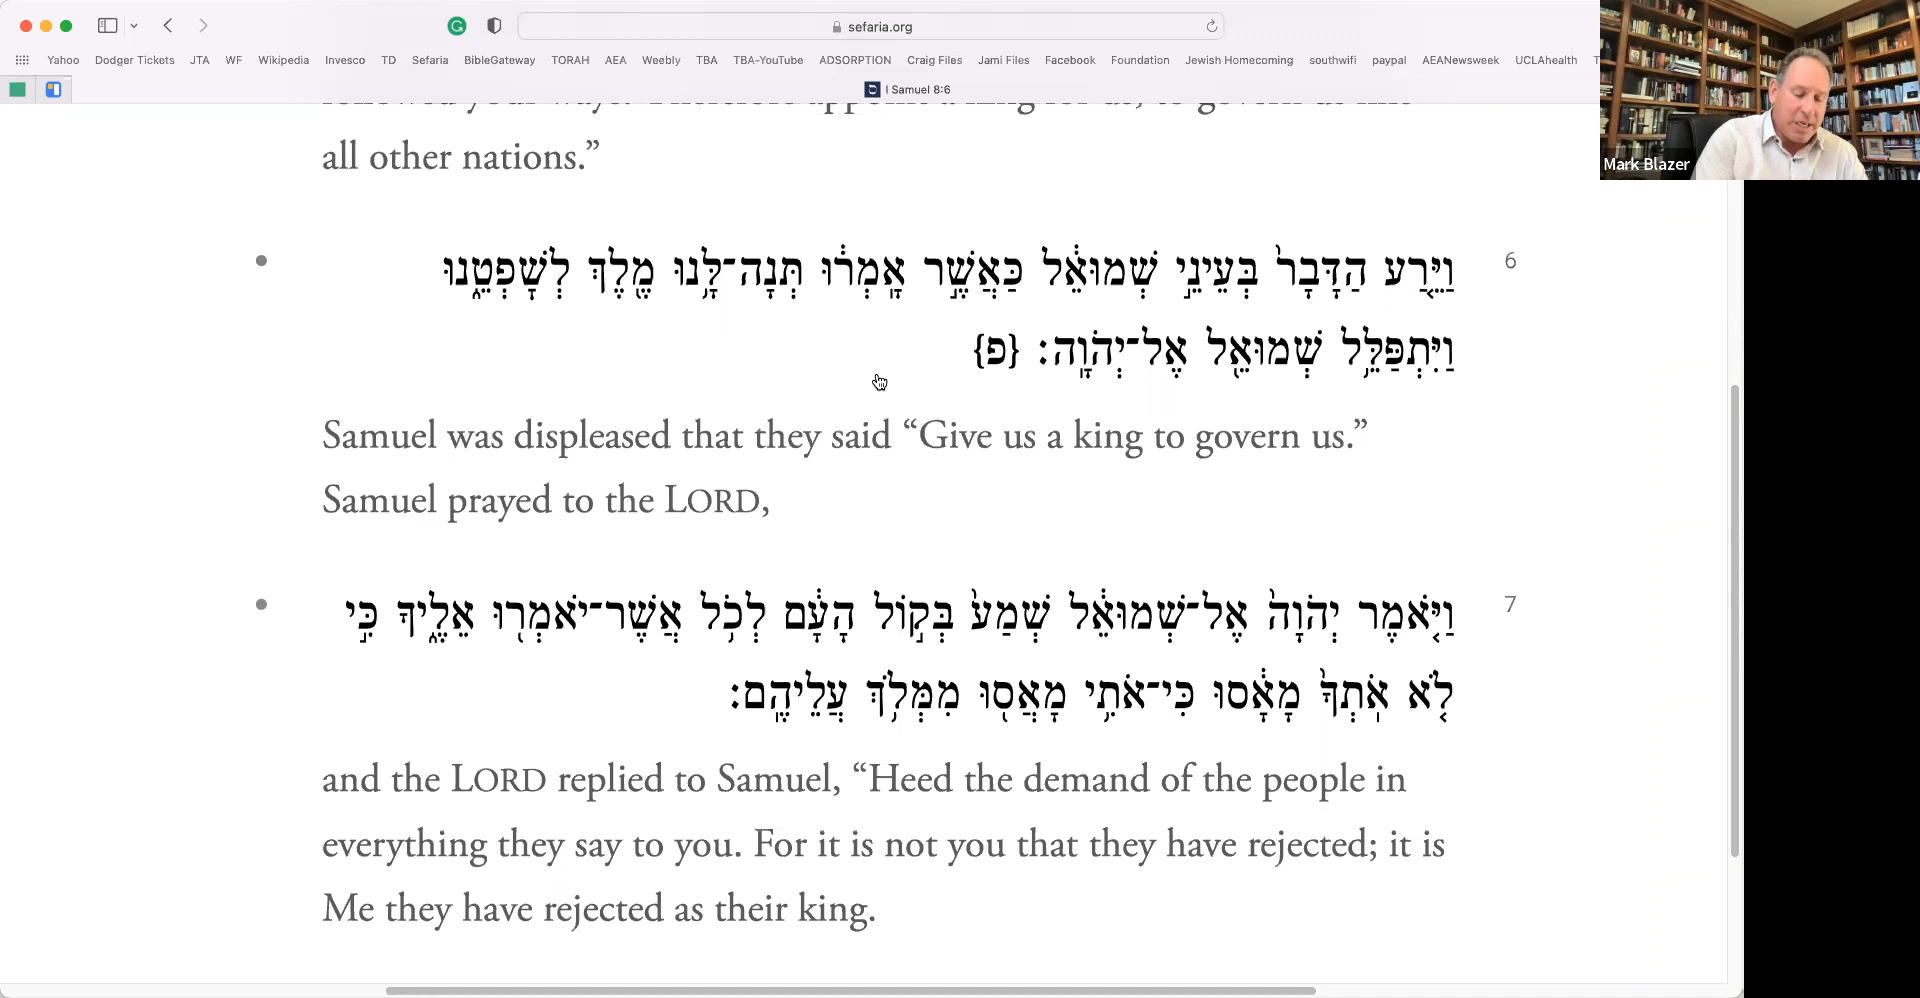 sefaria.org
Yahoo Dodger Tickets JTA WF Wikipedia Invesco TD Sefaria BibleGateway TORAH AEA Weebly TBA TBA-YouTube ADSORPTION Craig Files Jami Files Facebook Foundation Jewish Homecoming southwifi paypal AEANewsweek UCLAhealth
I Samuel 8:6
Mark Blazer
all other nations.”
6
וַיֵּ֤רַע הַדָּבָר֙ בְּעֵינֵ֣י שְׁמוּאֵ֔ל כַּאֲשֶׁ֣ר אָֽמְר֔וּ תְּנָה־לָּ֥נוּ מֶ֖לֶךְ לְשׇׁפְטֵ֑נוּ
וַיִּתְפַּלֵּ֥ל שְׁמוּאֵ֖ל אֶל־יְהֹוָֽה׃ {פ}
Samuel was displeased that they said “Give us a king to govern us.”
Samuel prayed to the LORD,
7
וַיֹּ֤אמֶר יְהֹוָה֙ אֶל־שְׁמוּאֵ֔ל שְׁמַע֙ בְּק֣וֹל הָעָ֔ם לְכֹ֥ל אֲשֶׁר־יֹאמְר֖וּ אֵלֶ֑יךָ כִּ֣י
לֹ֤א אֹֽתְךָ֙ מָאָ֔סוּ כִּי־אֹתִ֥י מָאֲס֖וּ מִמְּלֹ֥ךְ עֲלֵיהֶֽם׃
and the LORD replied to Samuel, “Heed the demand of the people in
everything they say to you. For it is not you that they have rejected; it is
Me they have rejected as their king.